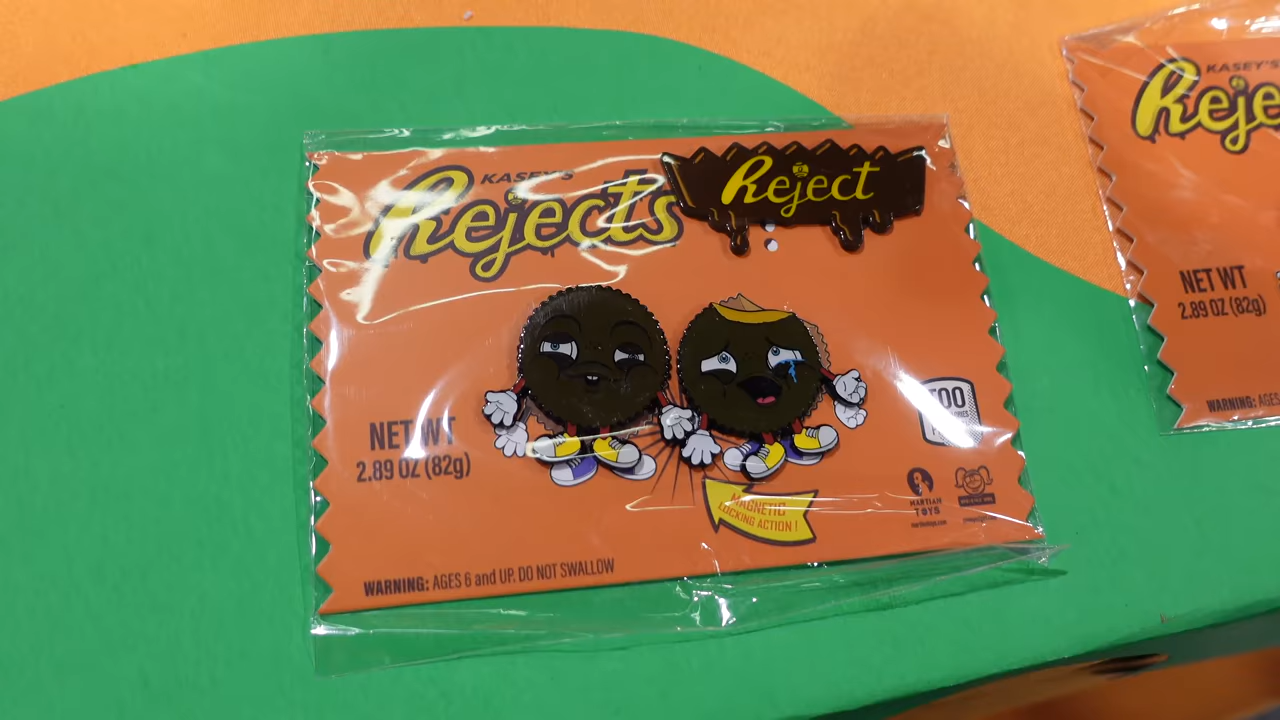 KASEY'S
Rejects
Reject
NET WT
2.89 OZ (82g)
MAGNETIC
LOCKING ACTION!
MARTIAN
TOYS
WARNING: AGES 6 and UP. DO NOT SWALLOW
KASEY'S
Reje
NET WT
2.89 OZ (82g)
WARNING: AGES